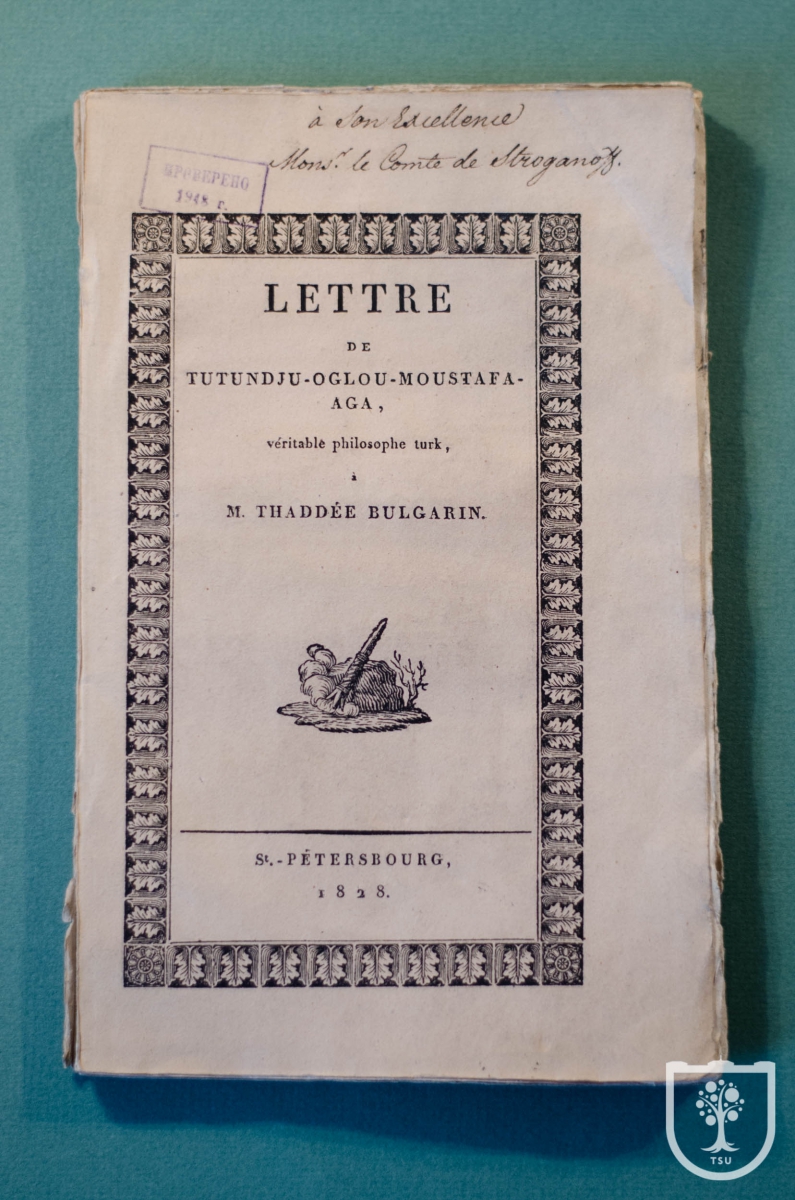 à Son Excellence
Monsr. le Comte de Stroganoff.
ПРОВЕРЕНО
1948 г.
LETTRE
DE
TUTUNDJU-OGLOU-MOUSTAFA-
AGA,
véritable philosophe turk,
à
M. THADDÉE BULGARIN.
St.-PÉTERSBOURG,
1828.
TSU